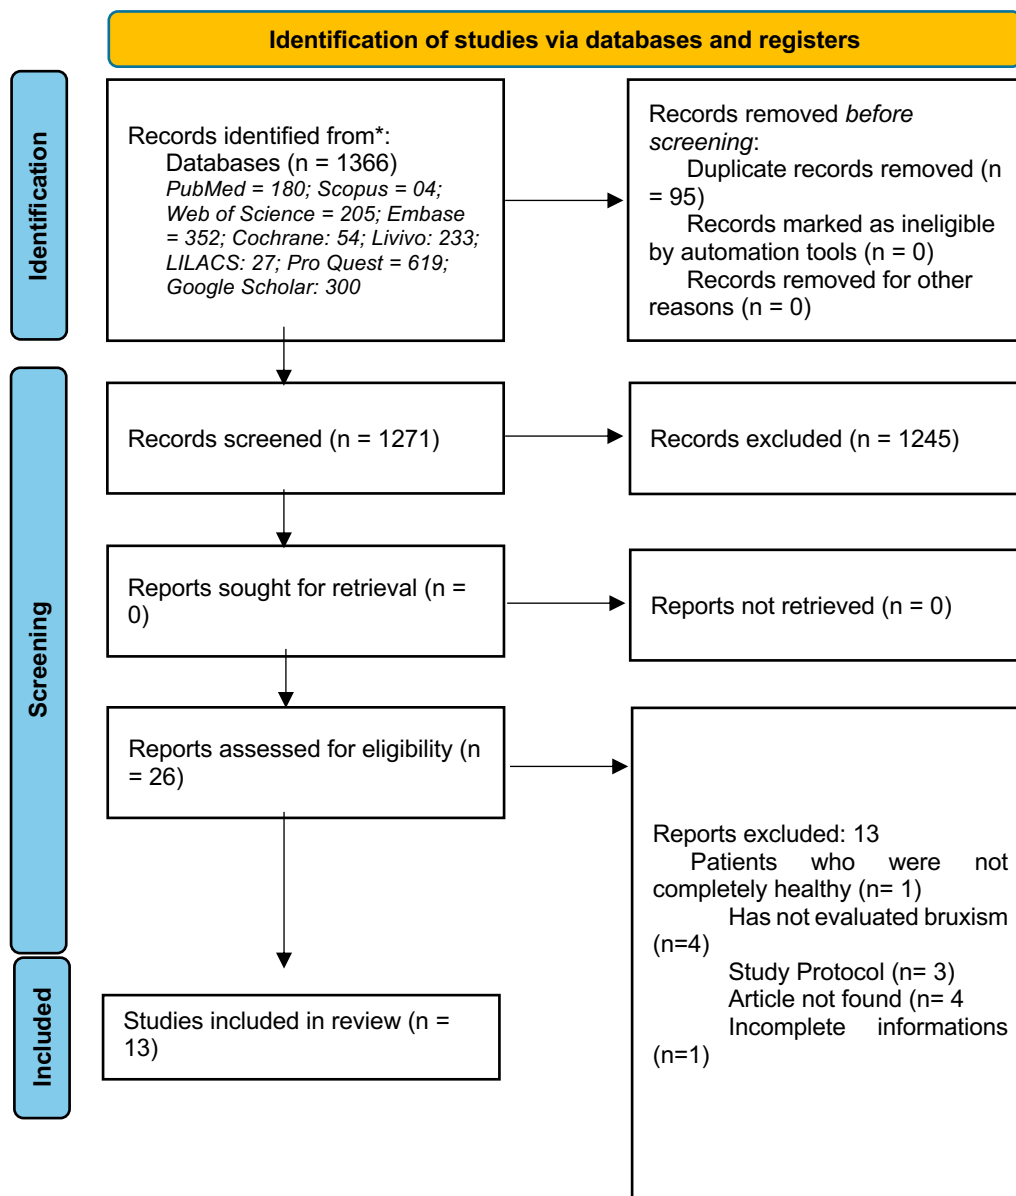 Identification of studies via databases and registers
Identification
Records identified from*:
Databases (n = 1366)
PubMed = 180; Scopus = 04;
Web of Science = 205; Embase
= 352; Cochrane: 54; Livivo: 233;
LILACS: 27; Pro Quest = 619;
Google Scholar: 300
Records removed before
screening:
Duplicate records removed (n
= 95)
Records marked as ineligible
by automation tools (n = 0)
Records removed for other
reasons (n = 0)
Screening
Records screened (n = 1271)
Records excluded (n = 1245)
Reports sought for retrieval (n =
0)
Reports not retrieved (n = 0)
Reports assessed for eligibility (n
= 26)
Reports excluded: 13
Patients who were not
completely healthy (n= 1)
Has not evaluated bruxism
(n=4)
Study Protocol (n= 3)
Article not found (n= 4
Incomplete informations
(n=1)
Included
Studies included in review (n =
13)